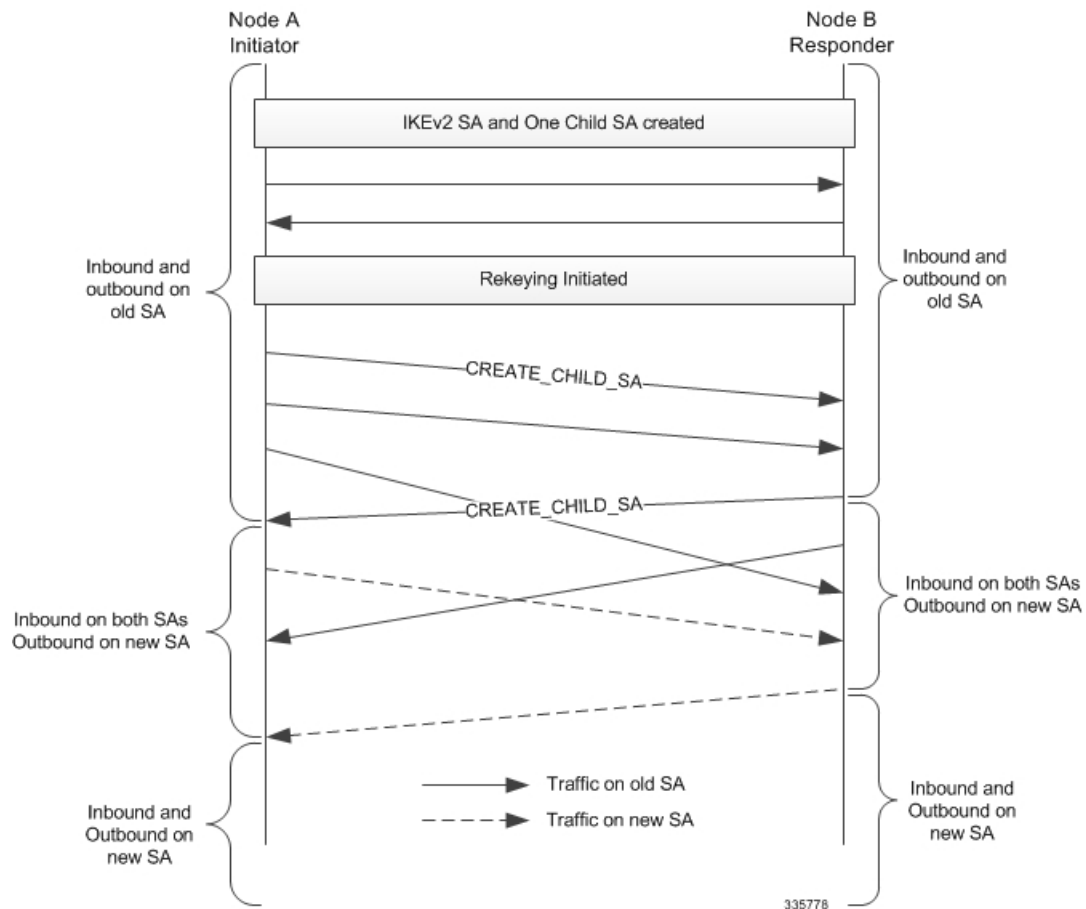 Node A
Initiator
Node B
Responder
IKEv2 SA and One Child SA created
Inbound and
outbound on
old SA
Inbound and
outbound on
old SA
Rekeying Initiated
CREATE_CHILD_SA
CREATE_CHILD_SA
Inbound on both SAs
Outbound on new SA
Inbound on both SAs
Outbound on new SA
Traffic on old SA
Traffic on new SA
Inbound and
Outbound on
new SA
Inbound and
Outbound on
new SA
335778